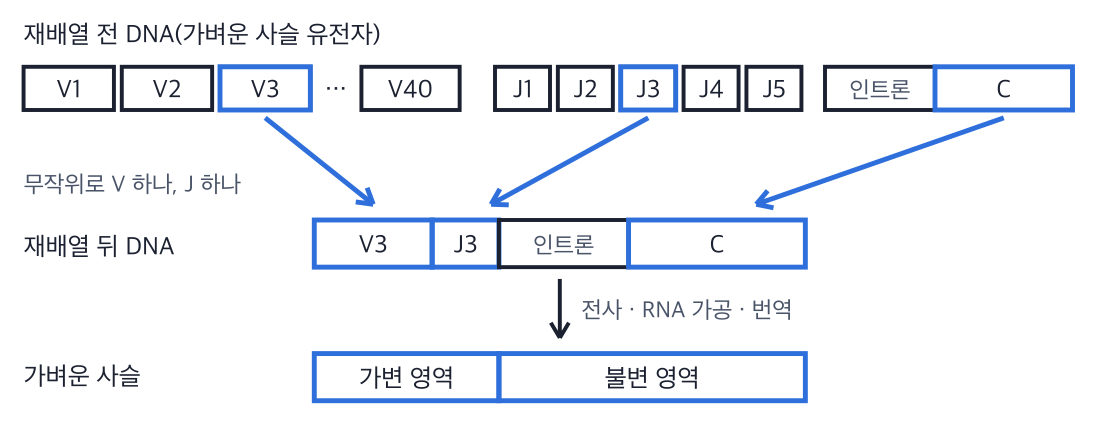 재배열 전 DNA(가벼운 사슬 유전자)
V1 V2 V3 ··· V40 J1 J2 J3 J4 J5 인트론 C
무작위로 V 하나, J 하나
재배열 뒤 DNA V3 J3 인트론 C
전사 · RNA 가공 · 번역
가벼운 사슬 가변 영역 불변 영역